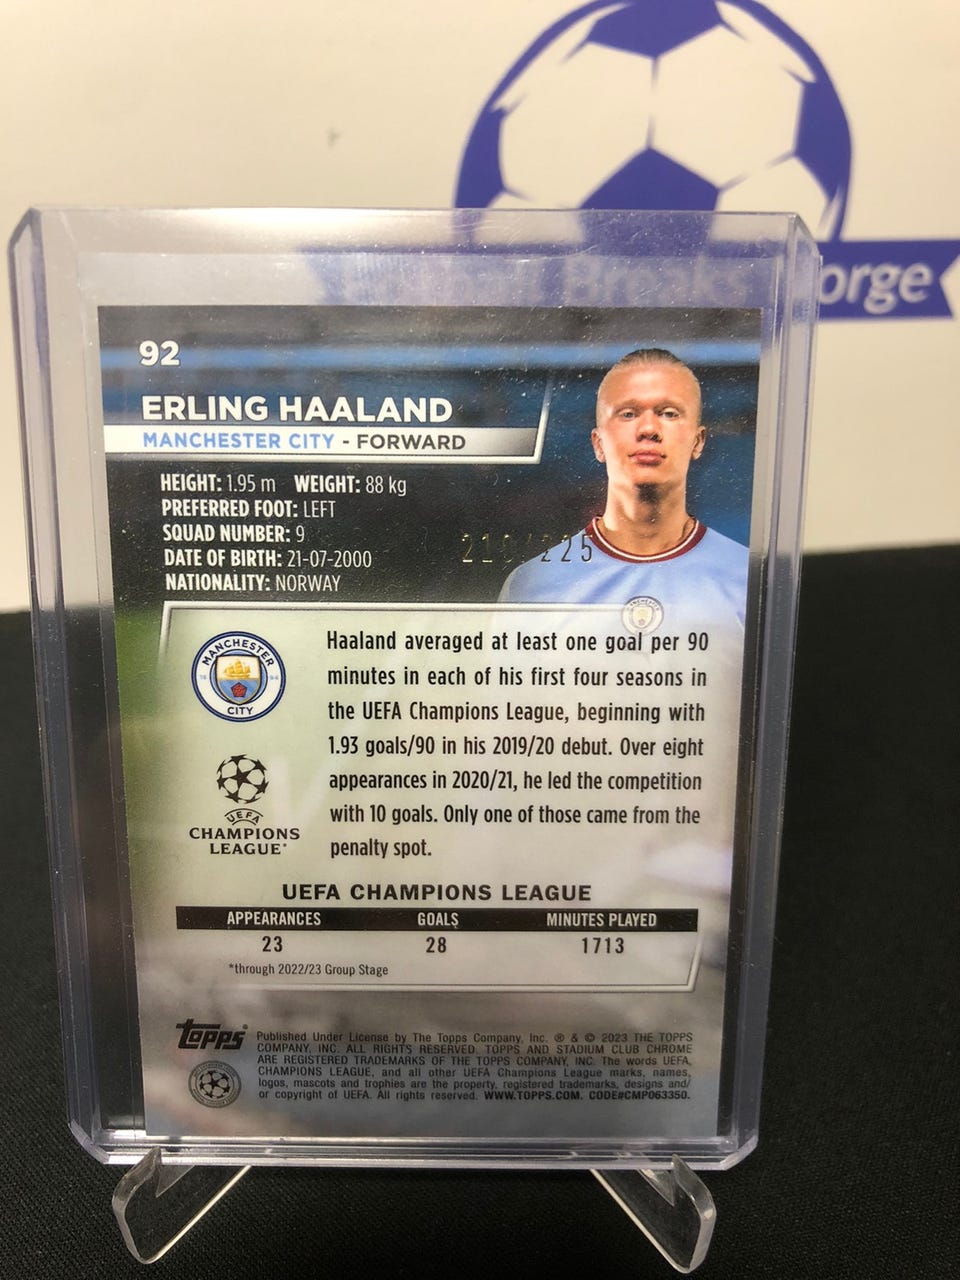 Football Breaks
orge
92
ERLING HAALAND
MANCHESTER CITY - FORWARD
HEIGHT: 1.95 m WEIGHT: 88 kg
PREFERRED FOOT: LEFT
SQUAD NUMBER: 9
DATE OF BIRTH: 21-07-2000
NATIONALITY: NORWAY
MANCHESTER
18 94
CITY
Haaland averaged at least one goal per 90
minutes in each of his first four seasons in
the UEFA Champions League, beginning with
1.93 goals/90 in his 2019/20 debut. Over eight
appearances in 2020/21, he led the competition
with 10 goals. Only one of those came from the
penalty spot.
UEFA
CHAMPIONS
LEAGUE®
UEFA CHAMPIONS LEAGUE
APPEARANCES GOALS MINUTES PLAYED
23 28 1713
*through 2022/23 Group Stage
topps®
Published Under License by The Topps Company, Inc. ® & © 2023 THE TOPPS
COMPANY, INC. ALL RIGHTS RESERVED. TOPPS AND STADIUM CLUB CHROME
ARE REGISTERED TRADEMARKS OF THE TOPPS COMPANY, INC. The words UEFA,
CHAMPIONS LEAGUE, and all other UEFA Champions League marks, names,
logos, mascots and trophies are the property, registered trademarks, designs and/
or copyright of UEFA. All rights reserved. WWW.TOPPS.COM. CODE#CMP063350.